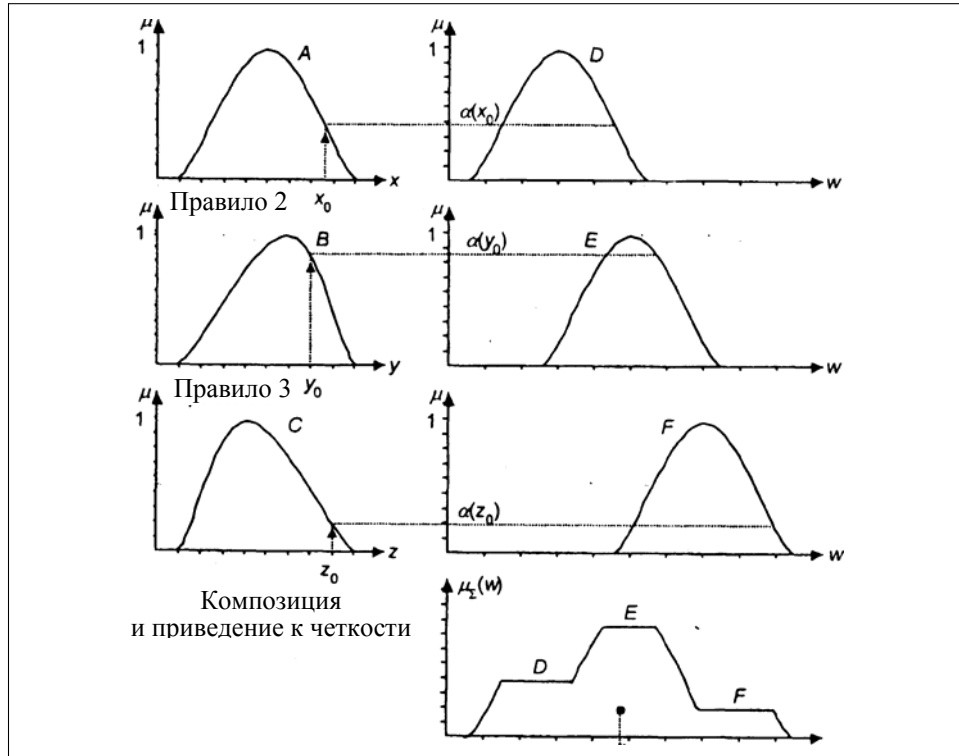 μ
1
A
x
x₀
μ
1
D
α(x₀)
w
Правило 2
μ
1
B
y
y₀
μ
1
E
α(y₀)
w
Правило 3
μ
1
C
z
z₀
μ
1
F
α(z₀)
w
Композиция
и приведение к четкости
μ_Σ(w)
D
E
F